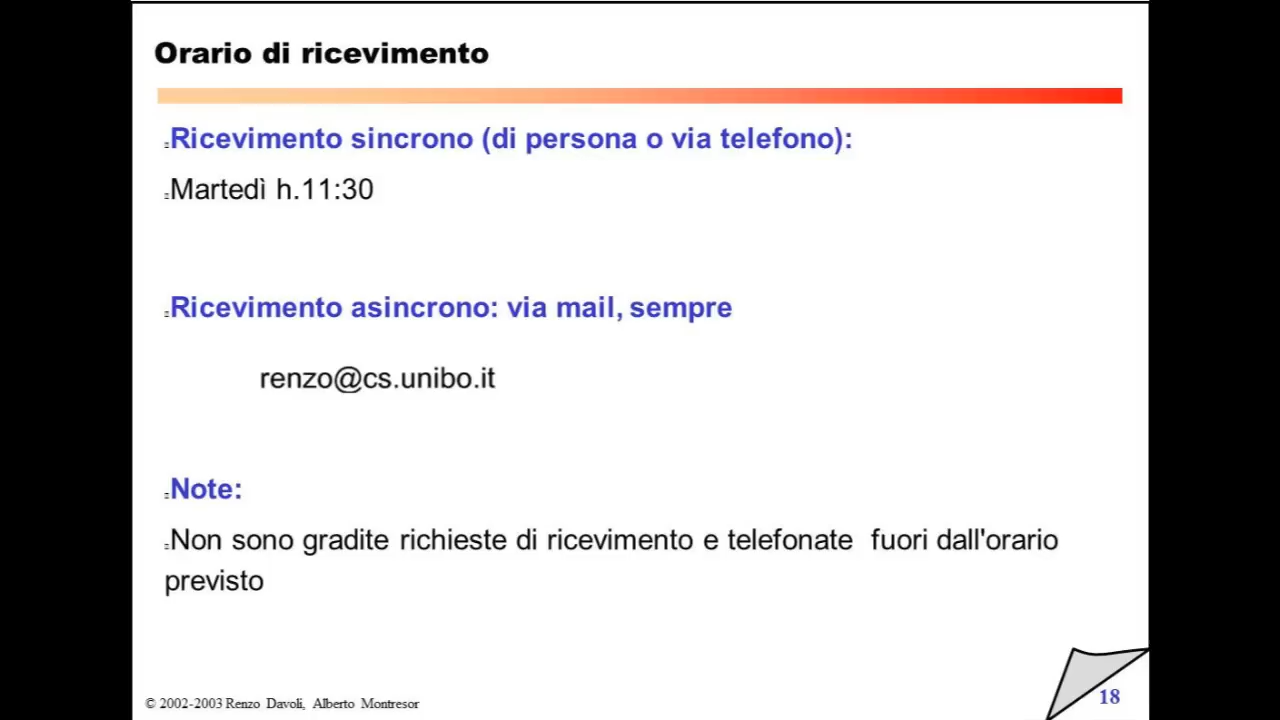 Orario di ricevimento
Ricevimento sincrono (di persona o via telefono):
Martedì h.11:30
Ricevimento asincrono: via mail, sempre
renzo@cs.unibo.it
Note:
Non sono gradite richieste di ricevimento e telefonate  fuori dall'orario
previsto
© 2002-2003 Renzo Davoli, Alberto Montresor
18